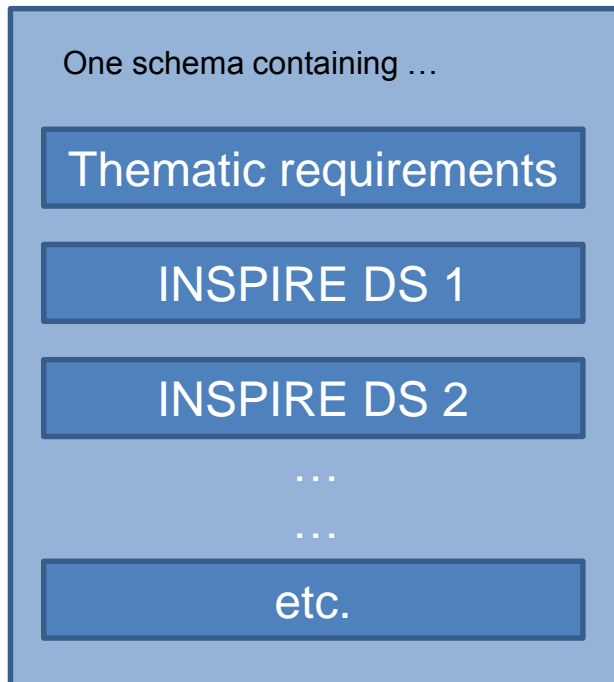 One schema containing …
Thematic requirements
INSPIRE DS 1
INSPIRE DS 2
…
…
etc.